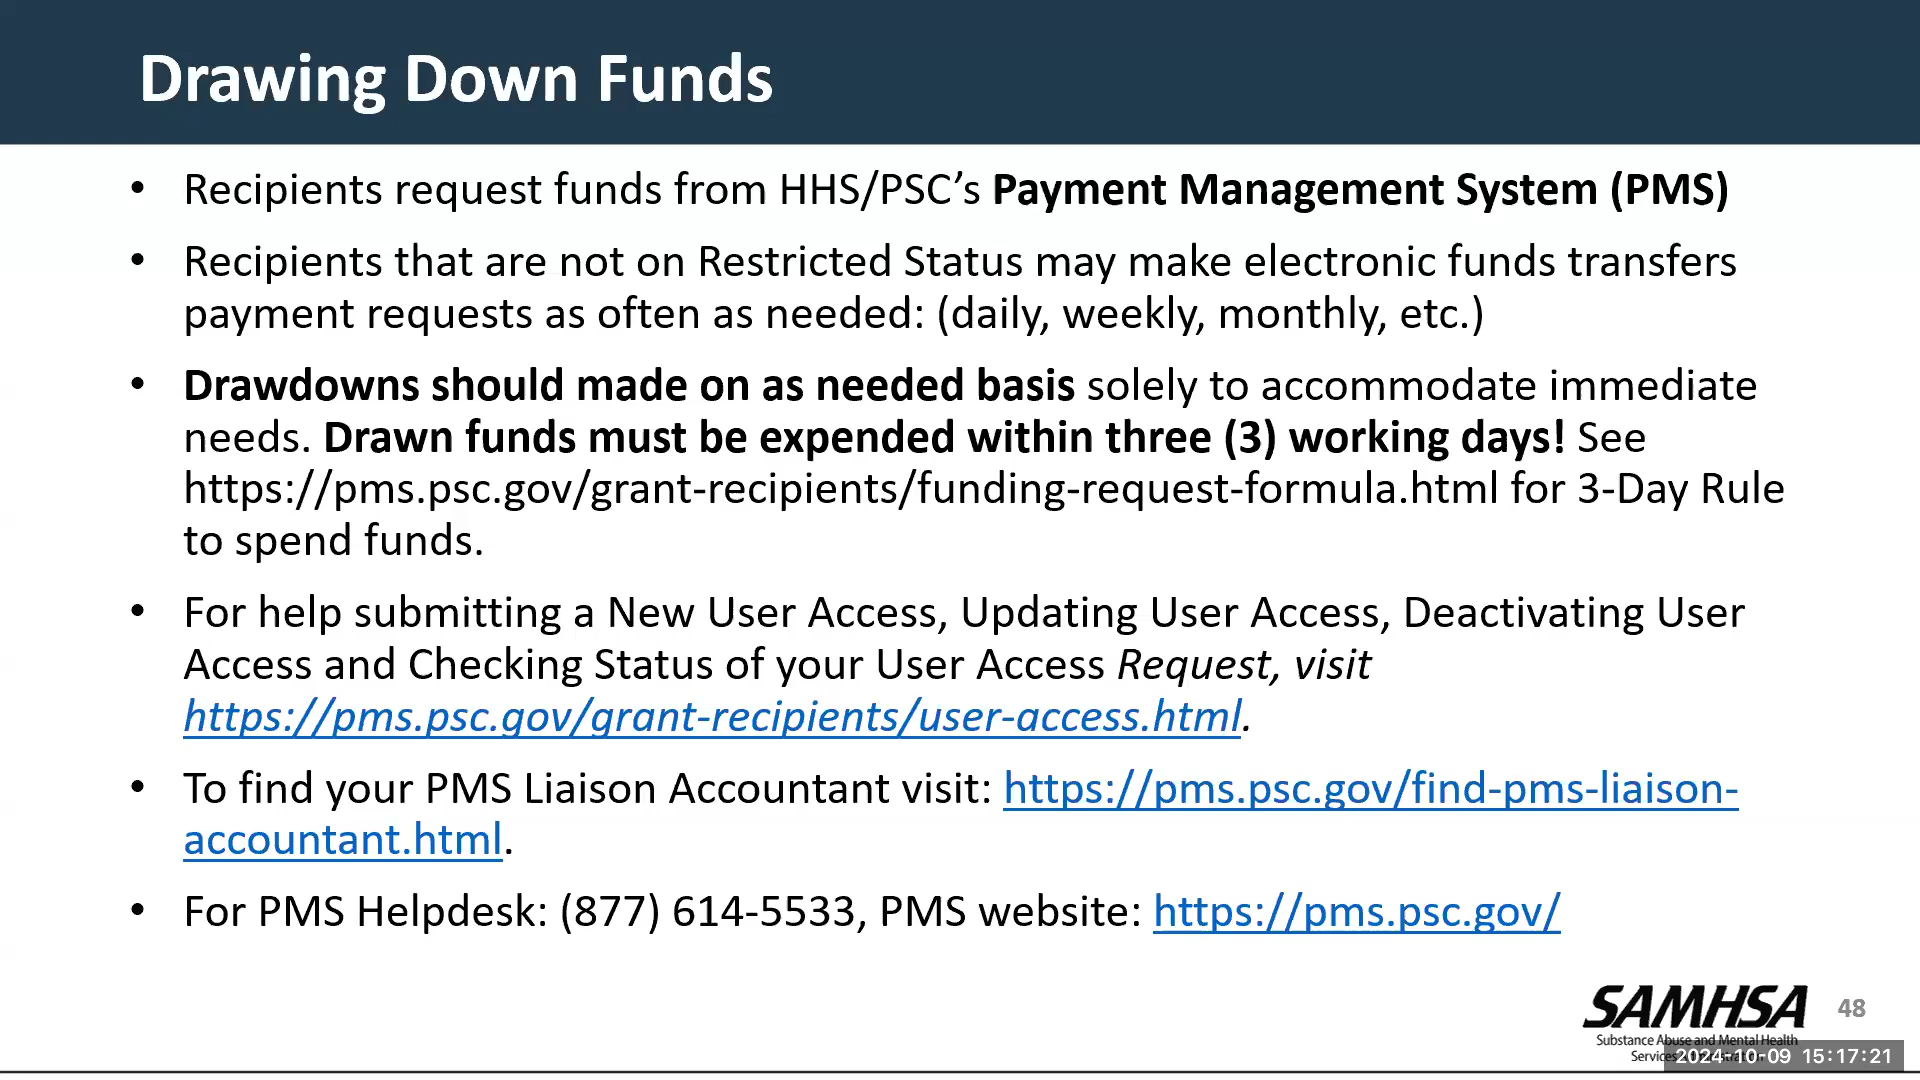 Drawing Down Funds
• Recipients request funds from HHS/PSC’s Payment Management System (PMS)
• Recipients that are not on Restricted Status may make electronic funds transfers
payment requests as often as needed: (daily, weekly, monthly, etc.)
• Drawdowns should made on as needed basis solely to accommodate immediate
needs. Drawn funds must be expended within three (3) working days! See
https://pms.psc.gov/grant-recipients/funding-request-formula.html for 3-Day Rule
to spend funds.
• For help submitting a New User Access, Updating User Access, Deactivating User
Access and Checking Status of your User Access Request, visit
https://pms.psc.gov/grant-recipients/user-access.html.
• To find your PMS Liaison Accountant visit: https://pms.psc.gov/find-pms-liaison-
accountant.html.
• For PMS Helpdesk: (877) 614-5533, PMS website: https://pms.psc.gov/
SAMHSA
48
Substance Abuse and Mental Health
2024-10-09 15:17:21